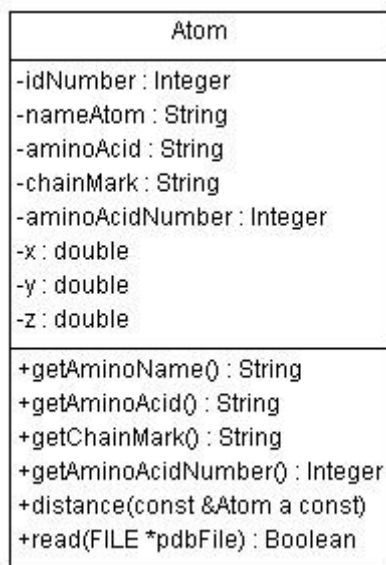 Atom
-idNumber : Integer
-nameAtom : String
-aminoAcid : String
-chainMark : String
-aminoAcidNumber : Integer
-x : double
-y : double
-z : double
+getAminoName() : String
+getAminoAcid() : String
+getChainMark() : String
+getAminoAcidNumber() : Integer
+distance(const &Atom a const)
+read(FILE *pdbFile) : Boolean